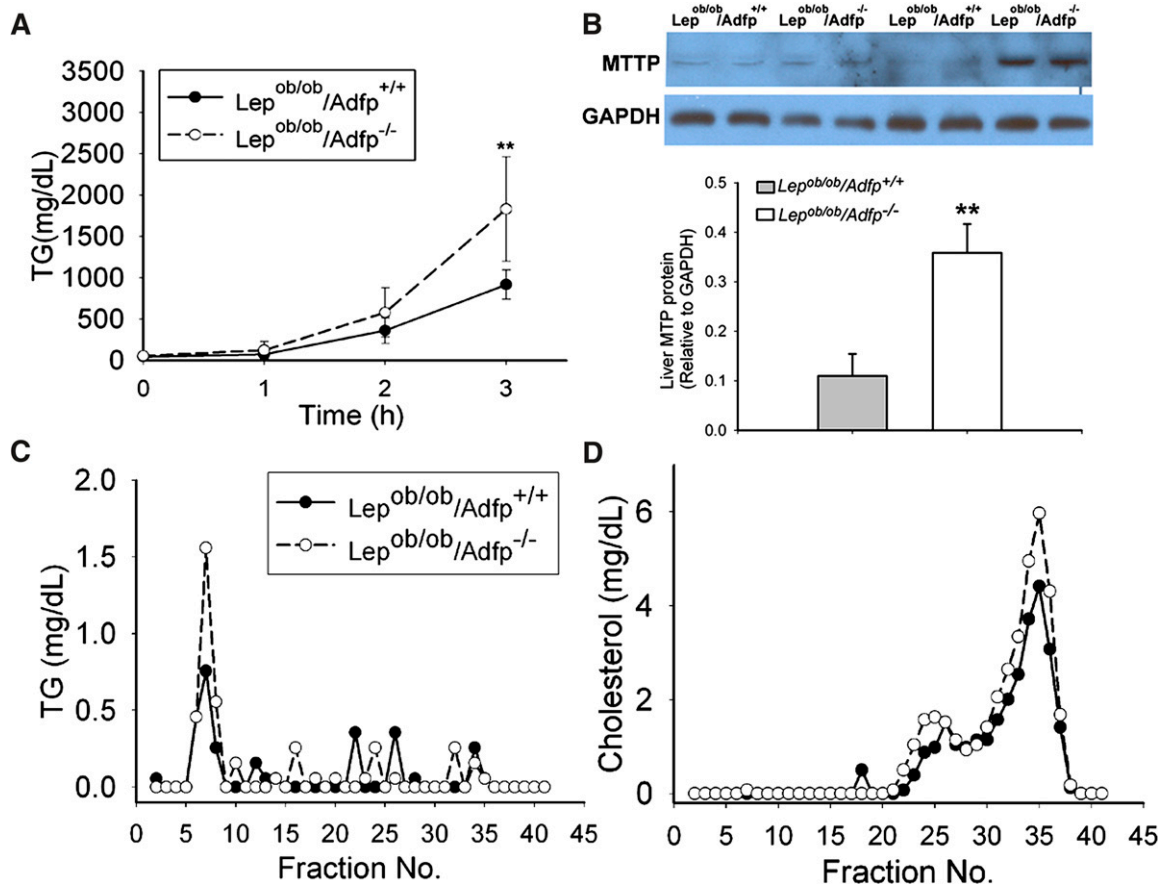 A
3500
3000
2500
2000
1500
1000
500
0
TG(mg/dL)
Lep ob/ob /Adfp +/+
Lep ob/ob /Adfp -/-
**
0 1 2 3
Time (h)
B
Lep ob/ob /Adfp +/+ Lep ob/ob /Adfp -/- Lep ob/ob /Adfp +/+ Lep ob/ob /Adfp -/-
MTTP
GAPDH
0.5
0.4
0.3
0.2
0.1
0.0
Liver MTP protein
(Relative to GAPDH)
Lep ob/ob/Adfp +/+
Lep ob/ob/Adfp -/-
**
C
2.0
1.5
1.0
0.5
0.0
TG (mg/dL)
Lep ob/ob /Adfp +/+
Lep ob/ob /Adfp -/-
0 5 10 15 20 25 30 35 40 45
Fraction No.
D
6
4
2
0
Cholesterol (mg/dL)
0 5 10 15 20 25 30 35 40 45
Fraction No.